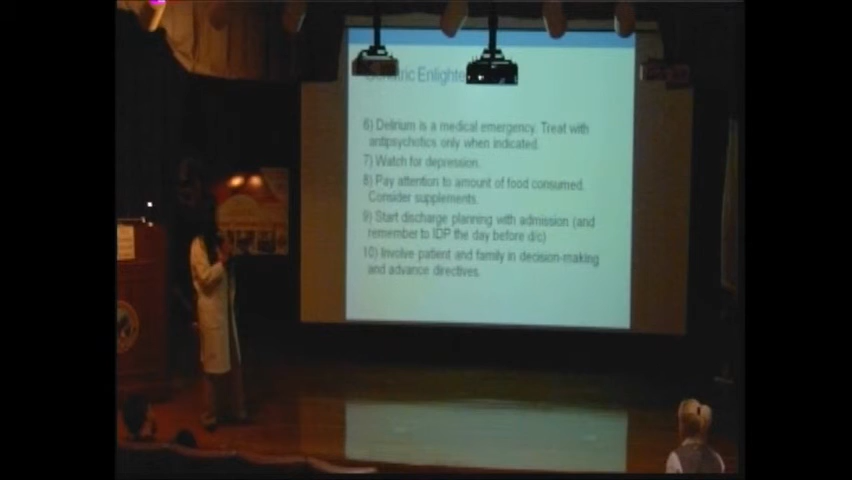 Enlighte
6) Delirium is a medical emergency. Treat with
antipsychotics only when indicated.
7) Watch for depression.
8) Pay attention to amount of food consumed.
Consider supplements.
9) Start discharge planning with admission (and
remember to IDP the day before d/c)
10) Involve patient and family in decision-making
and advance directives.